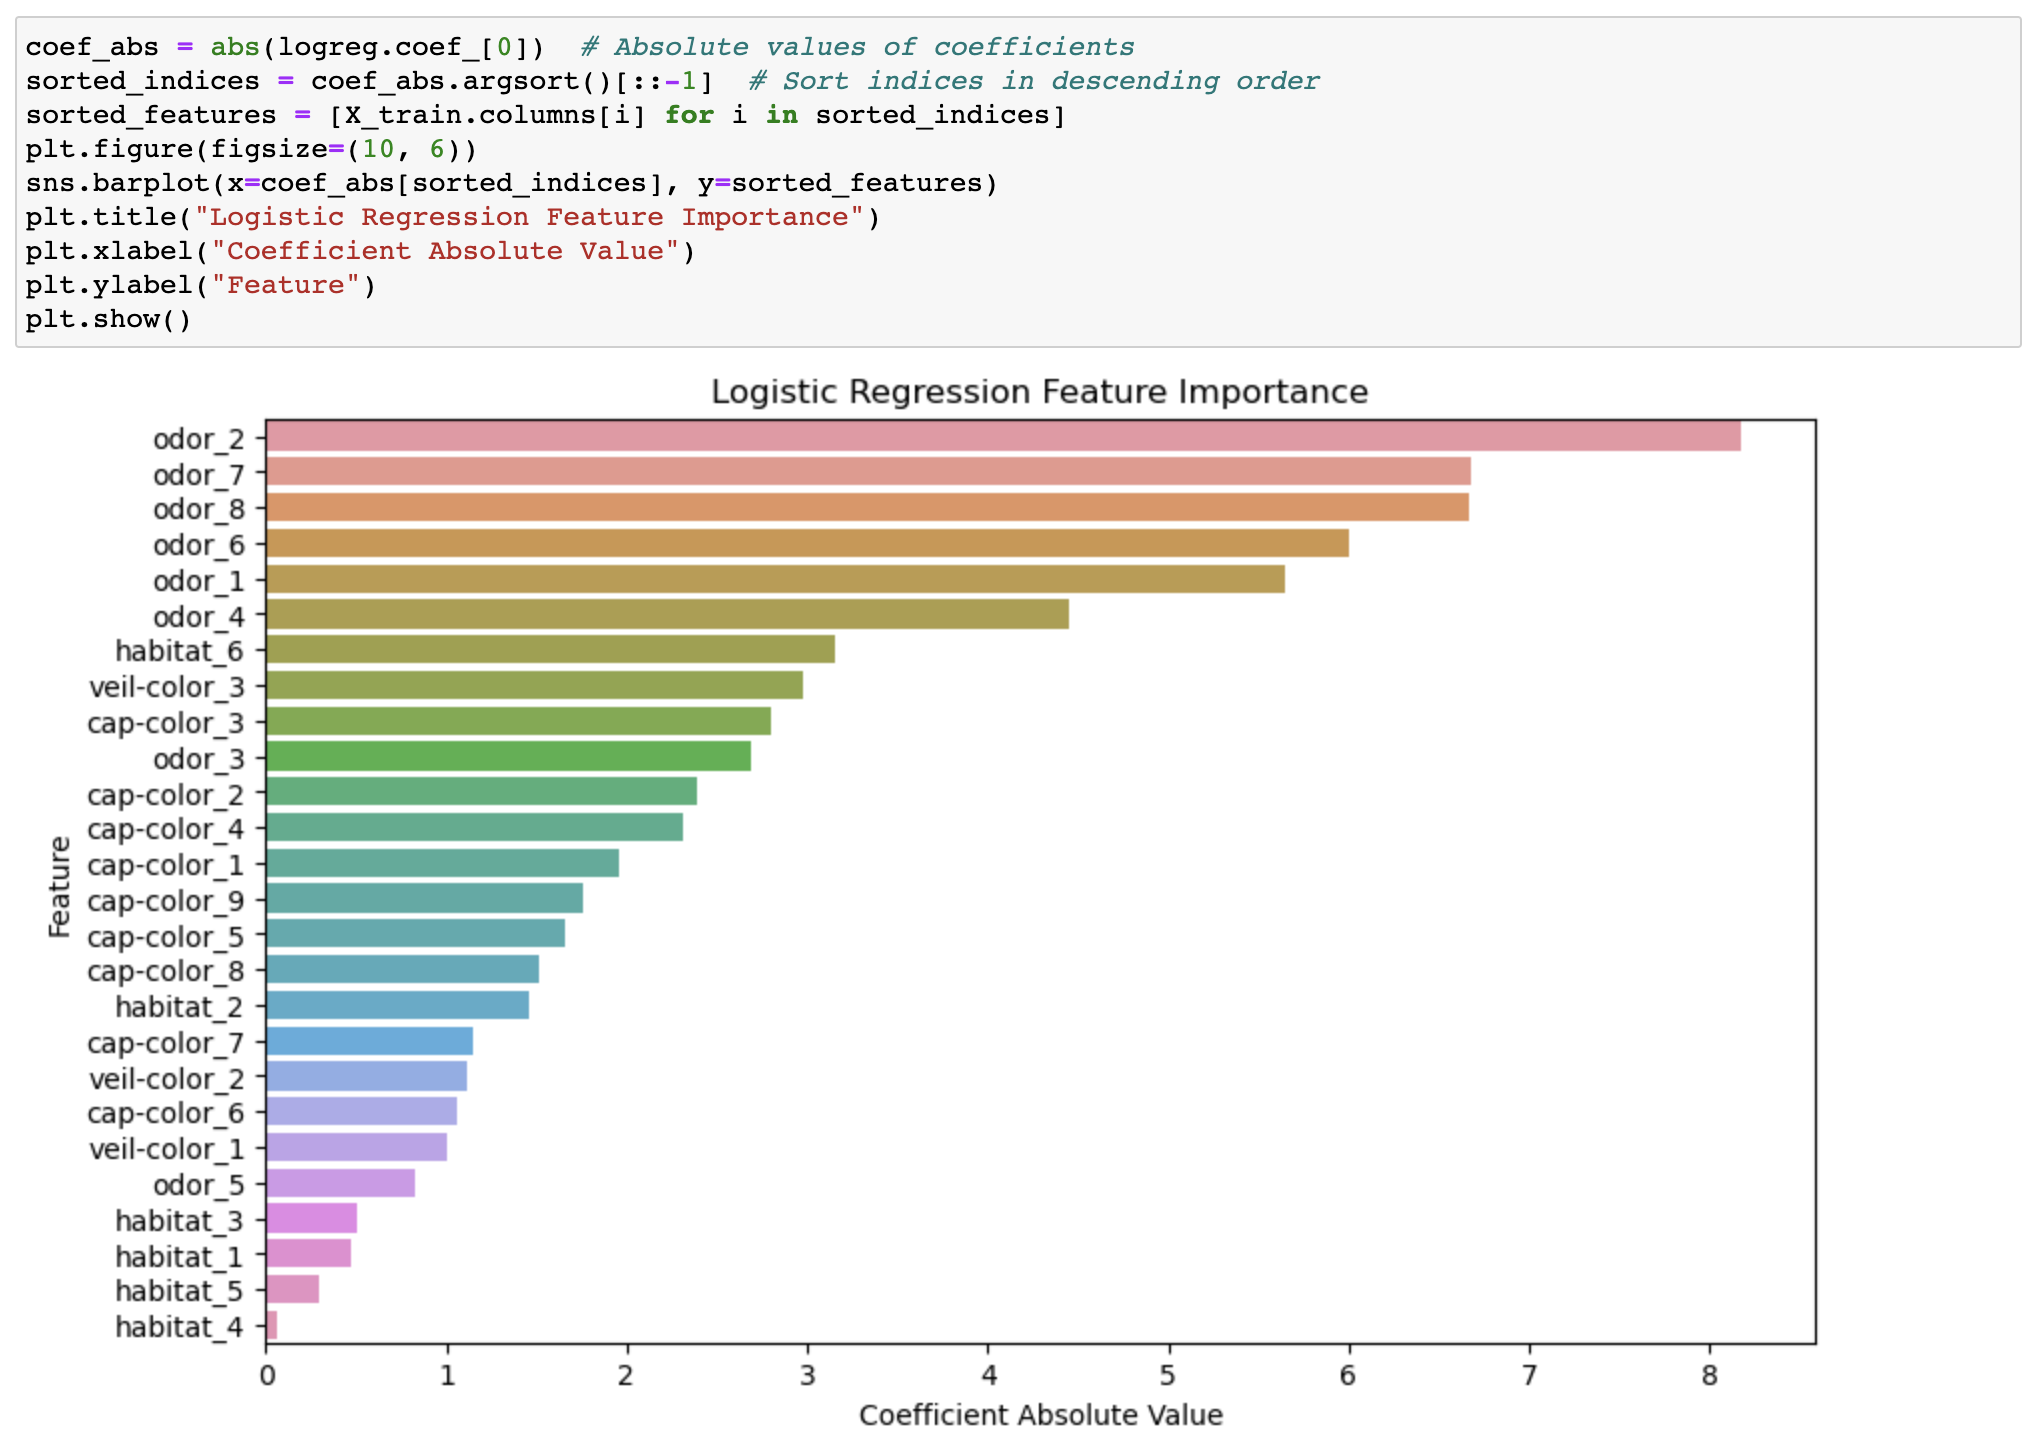 coef_abs = abs(logreg.coef_[0])  # Absolute values of coefficients
sorted_indices = coef_abs.argsort()[::-1]  # Sort indices in descending order
sorted_features = [X_train.columns[i] for i in sorted_indices]
plt.figure(figsize=(10, 6))
sns.barplot(x=coef_abs[sorted_indices], y=sorted_features)
plt.title("Logistic Regression Feature Importance")
plt.xlabel("Coefficient Absolute Value")
plt.ylabel("Feature")
plt.show()
Logistic Regression Feature Importance
Feature
odor_2
odor_7
odor_8
odor_6
odor_1
odor_4
habitat_6
veil-color_3
cap-color_3
odor_3
cap-color_2
cap-color_4
cap-color_1
cap-color_9
cap-color_5
cap-color_8
habitat_2
cap-color_7
veil-color_2
cap-color_6
veil-color_1
odor_5
habitat_3
habitat_1
habitat_5
habitat_4
0 1 2 3 4 5 6 7 8
Coefficient Absolute Value